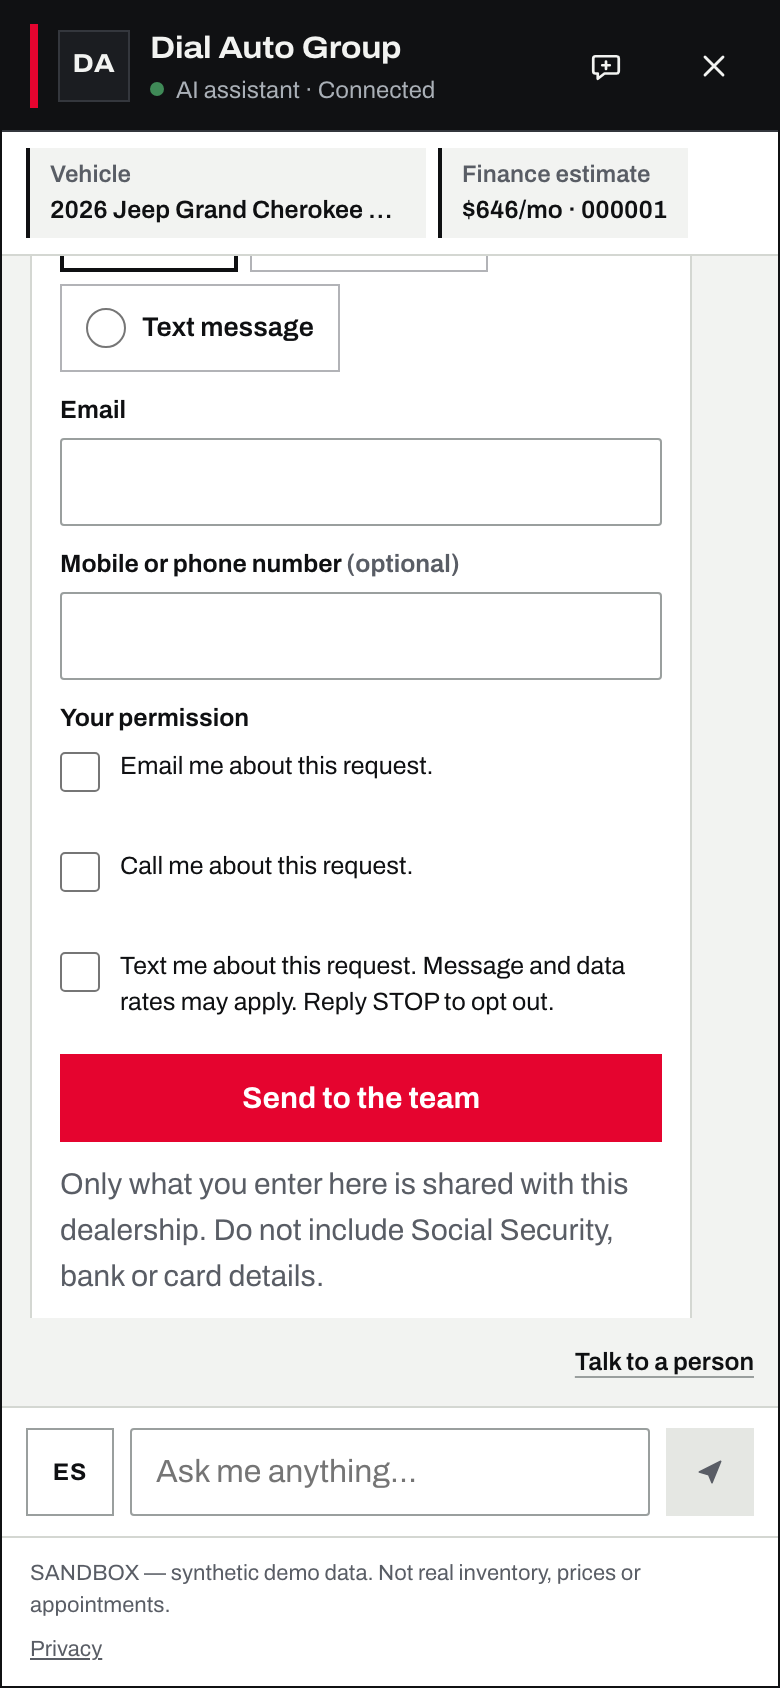 DA
Dial Auto Group
AI assistant · Connected
Vehicle
2026 Jeep Grand Cherokee ...
Finance estimate
$646/mo · 000001
Text message
Email
Mobile or phone number (optional)
Your permission
Email me about this request.
Call me about this request.
Text me about this request. Message and data
rates may apply. Reply STOP to opt out.
Send to the team
Only what you enter here is shared with this
dealership. Do not include Social Security,
bank or card details.
Talk to a person
ES
Ask me anything...
SANDBOX — synthetic demo data. Not real inventory, prices or
appointments.
Privacy